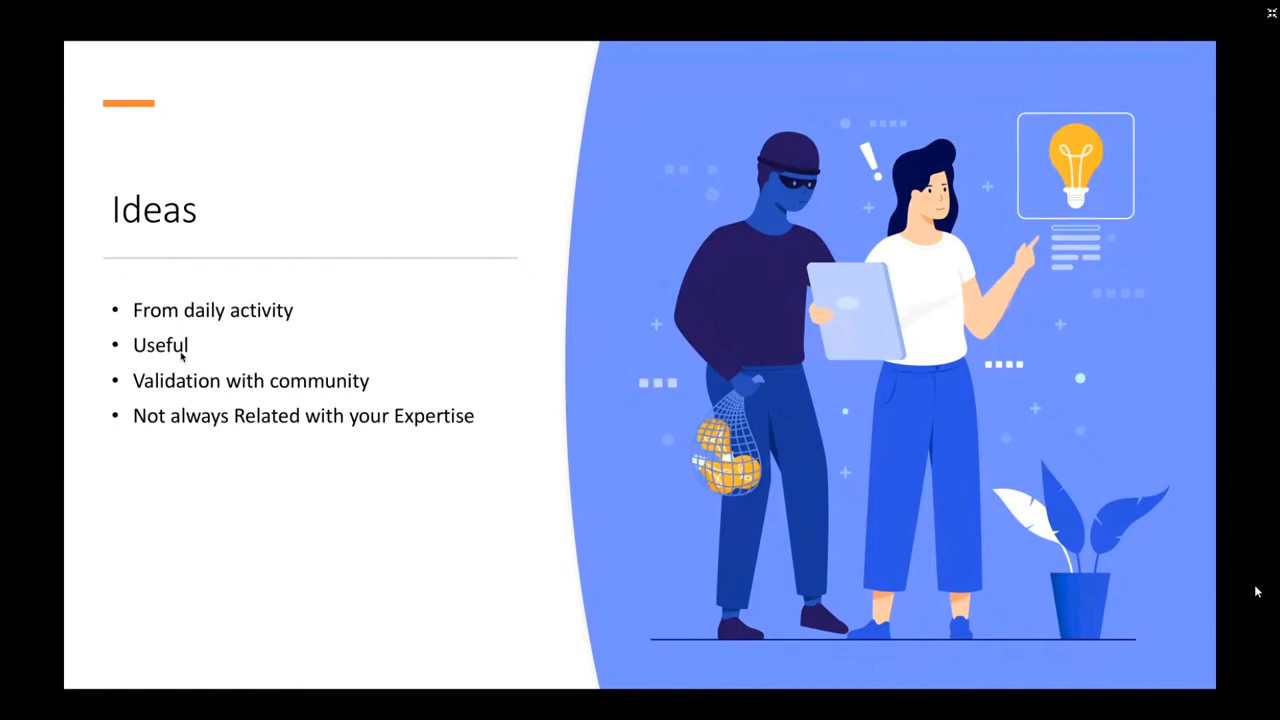 Ideas
• From daily activity
• Useful
• Validation with community
• Not always Related with your Expertise